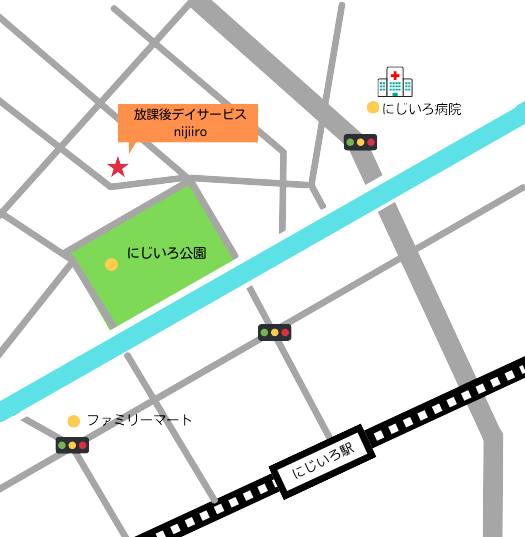 にじいろ病院
放課後デイサービス
nijiiro
にじいろ公園
ファミリーマート
にじいろ駅